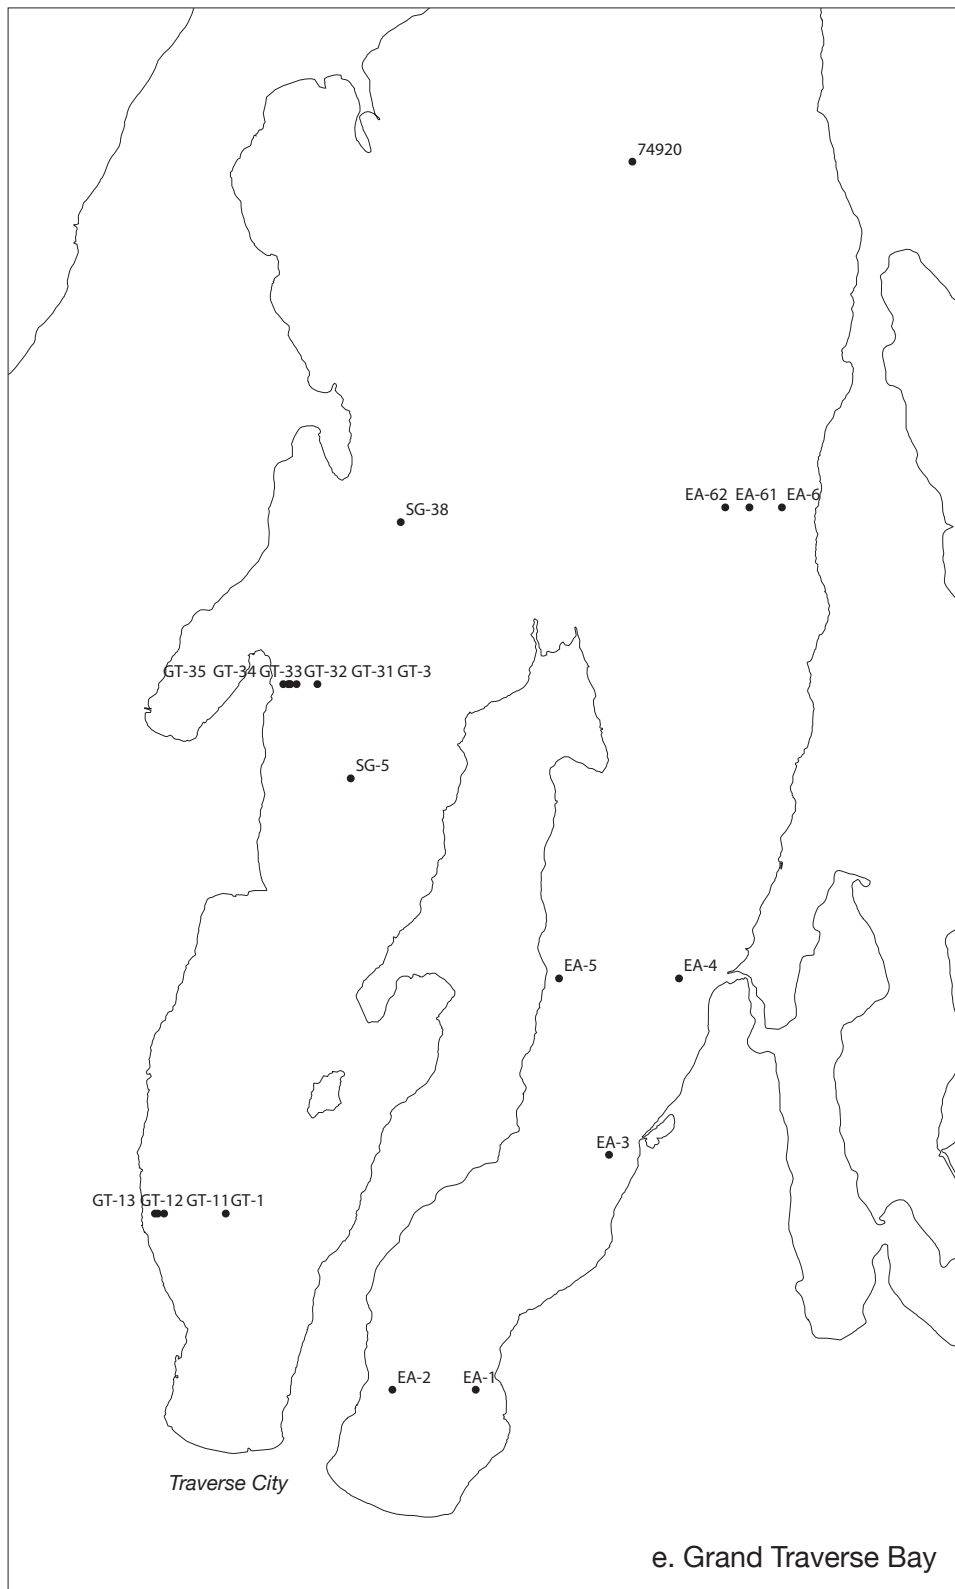 74920
EA-62 EA-61 EA-6
SG-38
GT-35 GT-34 GT-33 GT-32 GT-31 GT-3
SG-5
EA-5 EA-4
EA-3
GT-13 GT-12 GT-11 GT-1
EA-2 EA-1
Traverse City
e. Grand Traverse Bay